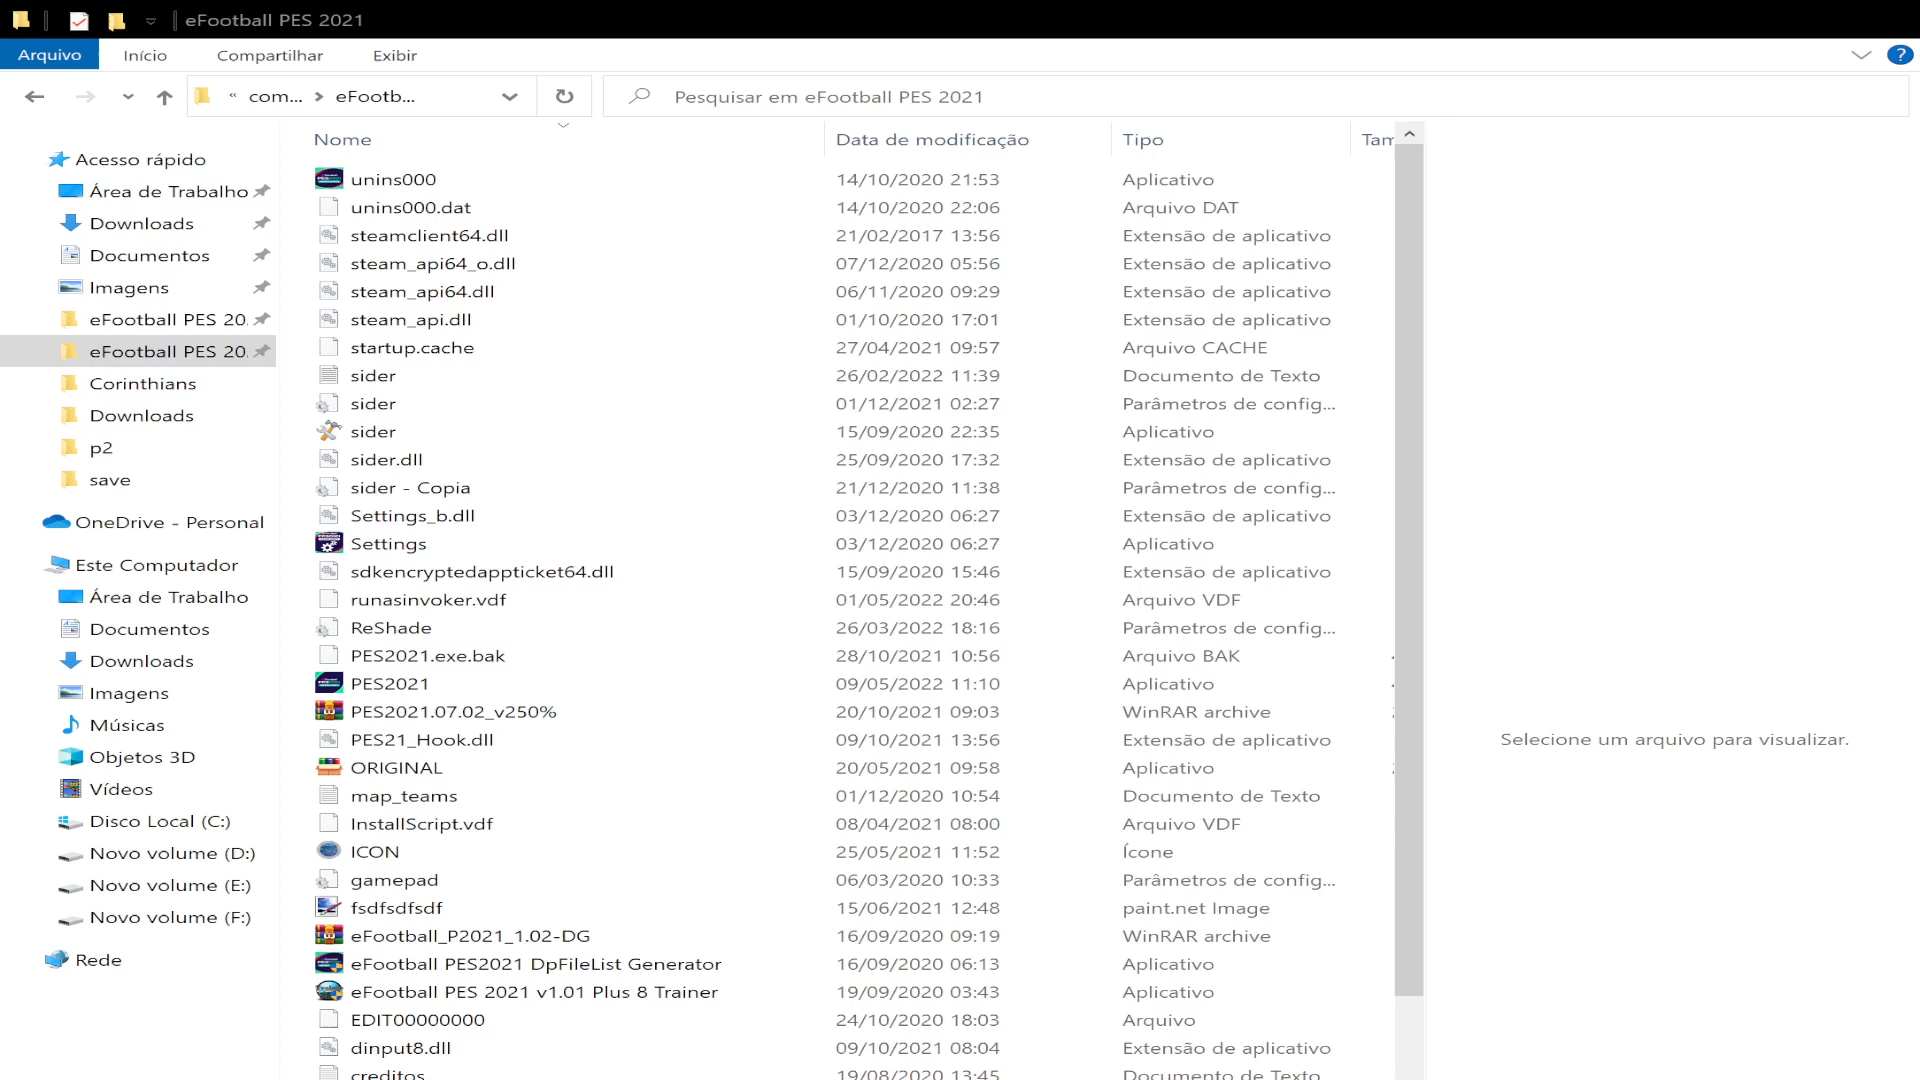 eFootball PES 2021
Arquivo Início Compartilhar Exibir ?
« com... > eFootb... Pesquisar em eFootball PES 2021
Nome Data de modificação Tipo Tam
Acesso rápido
Área de Trabalho
Downloads
Documentos
Imagens
eFootball PES 20
eFootball PES 20
Corinthians
Downloads
p2
save
OneDrive - Personal
Este Computador
Área de Trabalho
Documentos
Downloads
Imagens
Músicas
Objetos 3D
Vídeos
Disco Local (C:)
Novo volume (D:)
Novo volume (E:)
Novo volume (F:)
Rede
unins000 14/10/2020 21:53 Aplicativo
unins000.dat 14/10/2020 22:06 Arquivo DAT
steamclient64.dll 21/02/2017 13:56 Extensão de aplicativo
steam_api64_o.dll 07/12/2020 05:56 Extensão de aplicativo
steam_api64.dll 06/11/2020 09:29 Extensão de aplicativo
steam_api.dll 01/10/2020 17:01 Extensão de aplicativo
startup.cache 27/04/2021 09:57 Arquivo CACHE
sider 26/02/2022 11:39 Documento de Texto
sider 01/12/2021 02:27 Parâmetros de config...
sider 15/09/2020 22:35 Aplicativo
sider.dll 25/09/2020 17:32 Extensão de aplicativo
sider - Copia 21/12/2020 11:38 Parâmetros de config...
Settings_b.dll 03/12/2020 06:27 Extensão de aplicativo
Settings 03/12/2020 06:27 Aplicativo
sdkencryptedappticket64.dll 15/09/2020 15:46 Extensão de aplicativo
runasinvoker.vdf 01/05/2022 20:46 Arquivo VDF
ReShade 26/03/2022 18:16 Parâmetros de config...
PES2021.exe.bak 28/10/2021 10:56 Arquivo BAK
PES2021 09/05/2022 11:10 Aplicativo
PES2021.07.02_v250% 20/10/2021 09:03 WinRAR archive
PES21_Hook.dll 09/10/2021 13:56 Extensão de aplicativo
ORIGINAL 20/05/2021 09:58 Aplicativo
map_teams 01/12/2020 10:54 Documento de Texto
InstallScript.vdf 08/04/2021 08:00 Arquivo VDF
ICON 25/05/2021 11:52 Ícone
gamepad 06/03/2020 10:33 Parâmetros de config...
fsdfsdfsdf 15/06/2021 12:48 paint.net Image
eFootball_P2021_1.02-DG 16/09/2020 09:19 WinRAR archive
eFootball PES2021 DpFileList Generator 16/09/2020 06:13 Aplicativo
eFootball PES 2021 v1.01 Plus 8 Trainer 19/09/2020 03:43 Aplicativo
EDIT00000000 24/10/2020 18:03 Arquivo
dinput8.dll 09/10/2021 08:04 Extensão de aplicativo
creditos 19/08/2020 13:45 Documento de Texto
Selecione um arquivo para visualizar.